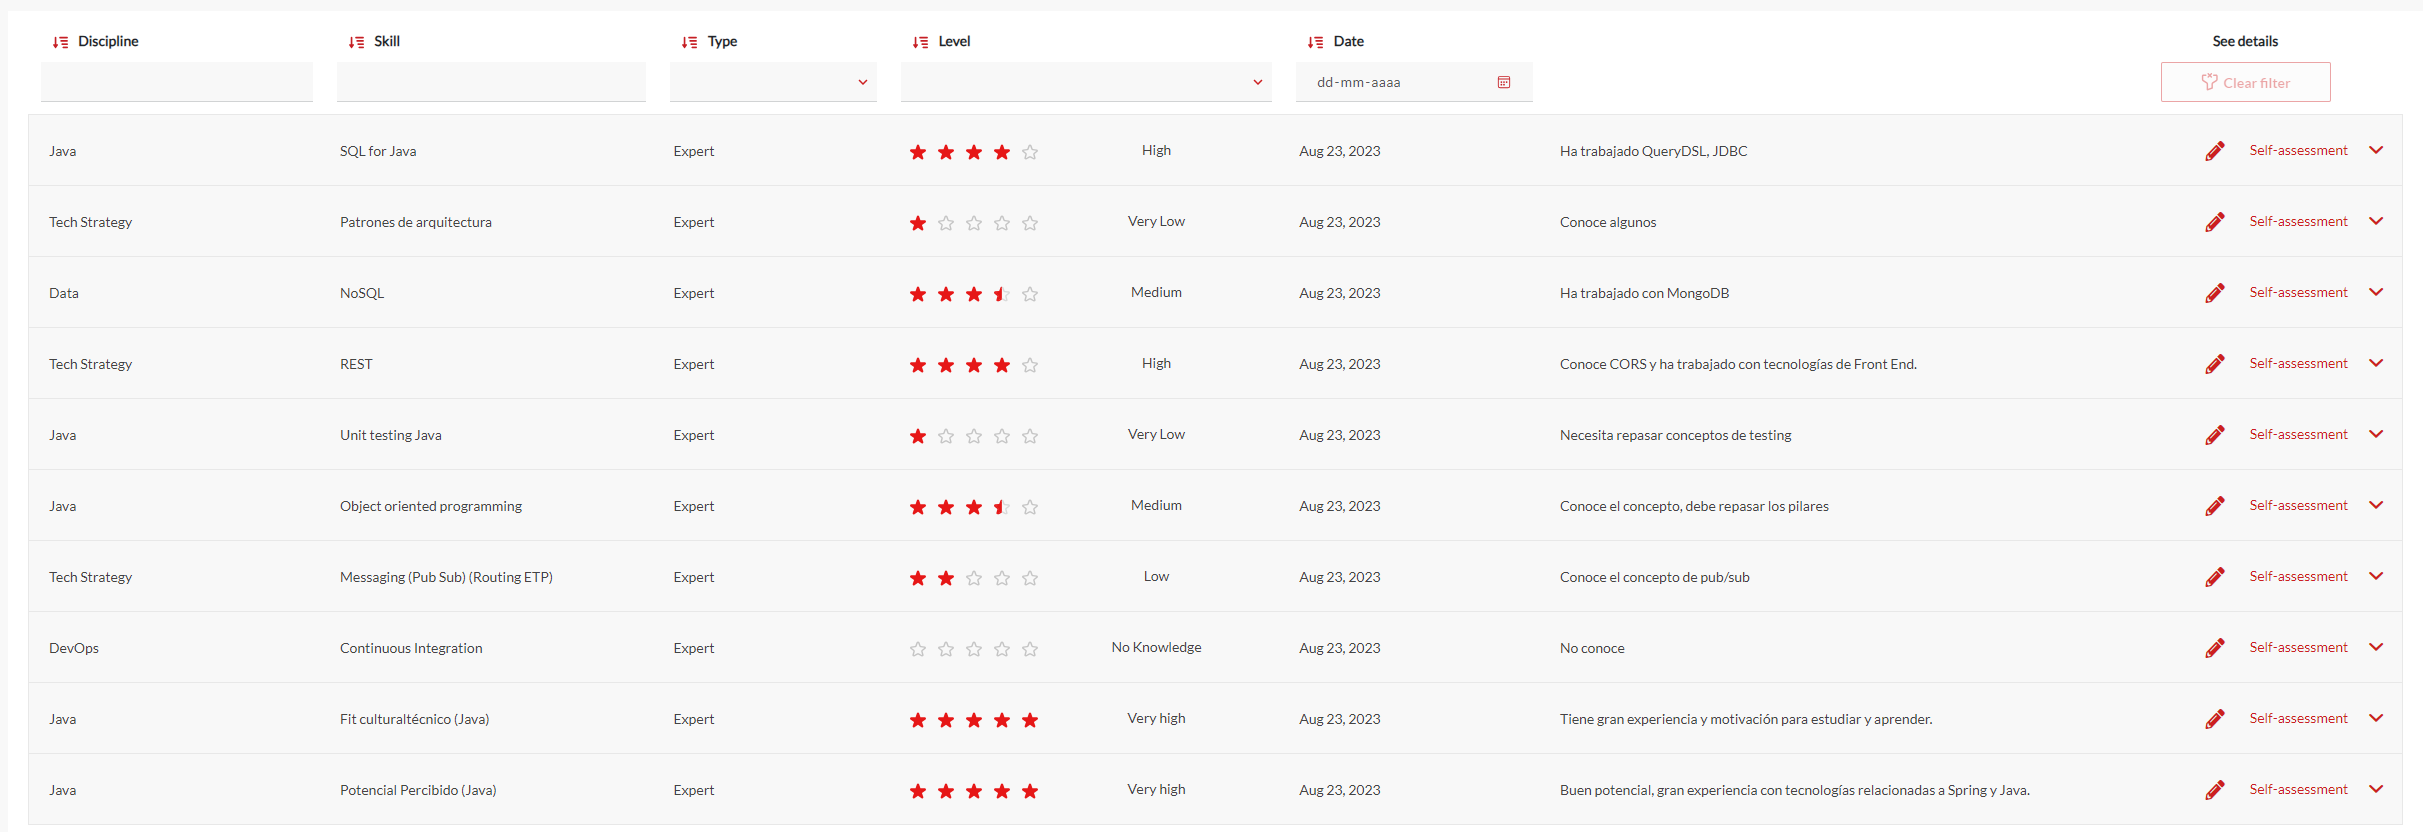 Discipline Skill Type Level Date See details
dd-mm-aaaa Clear filter
Java SQL for Java Expert High Aug 23, 2023 Ha trabajado QueryDSL, JDBC Self-assessment
Tech Strategy Patrones de arquitectura Expert Very Low Aug 23, 2023 Conoce algunos Self-assessment
Data NoSQL Expert Medium Aug 23, 2023 Ha trabajado con MongoDB Self-assessment
Tech Strategy REST Expert High Aug 23, 2023 Conoce CORS y ha trabajado con tecnologías de Front End. Self-assessment
Java Unit testing Java Expert Very Low Aug 23, 2023 Necesita repasar conceptos de testing Self-assessment
Java Object oriented programming Expert Medium Aug 23, 2023 Conoce el concepto, debe repasar los pilares Self-assessment
Tech Strategy Messaging (Pub Sub) (Routing ETP) Expert Low Aug 23, 2023 Conoce el concepto de pub/sub Self-assessment
DevOps Continuous Integration Expert No Knowledge Aug 23, 2023 No conoce Self-assessment
Java Fit culturaltécnico (Java) Expert Very high Aug 23, 2023 Tiene gran experiencia y motivación para estudiar y aprender. Self-assessment
Java Potencial Percibido (Java) Expert Very high Aug 23, 2023 Buen potencial, gran experiencia con tecnologías relacionadas a Spring y Java. Self-assessment